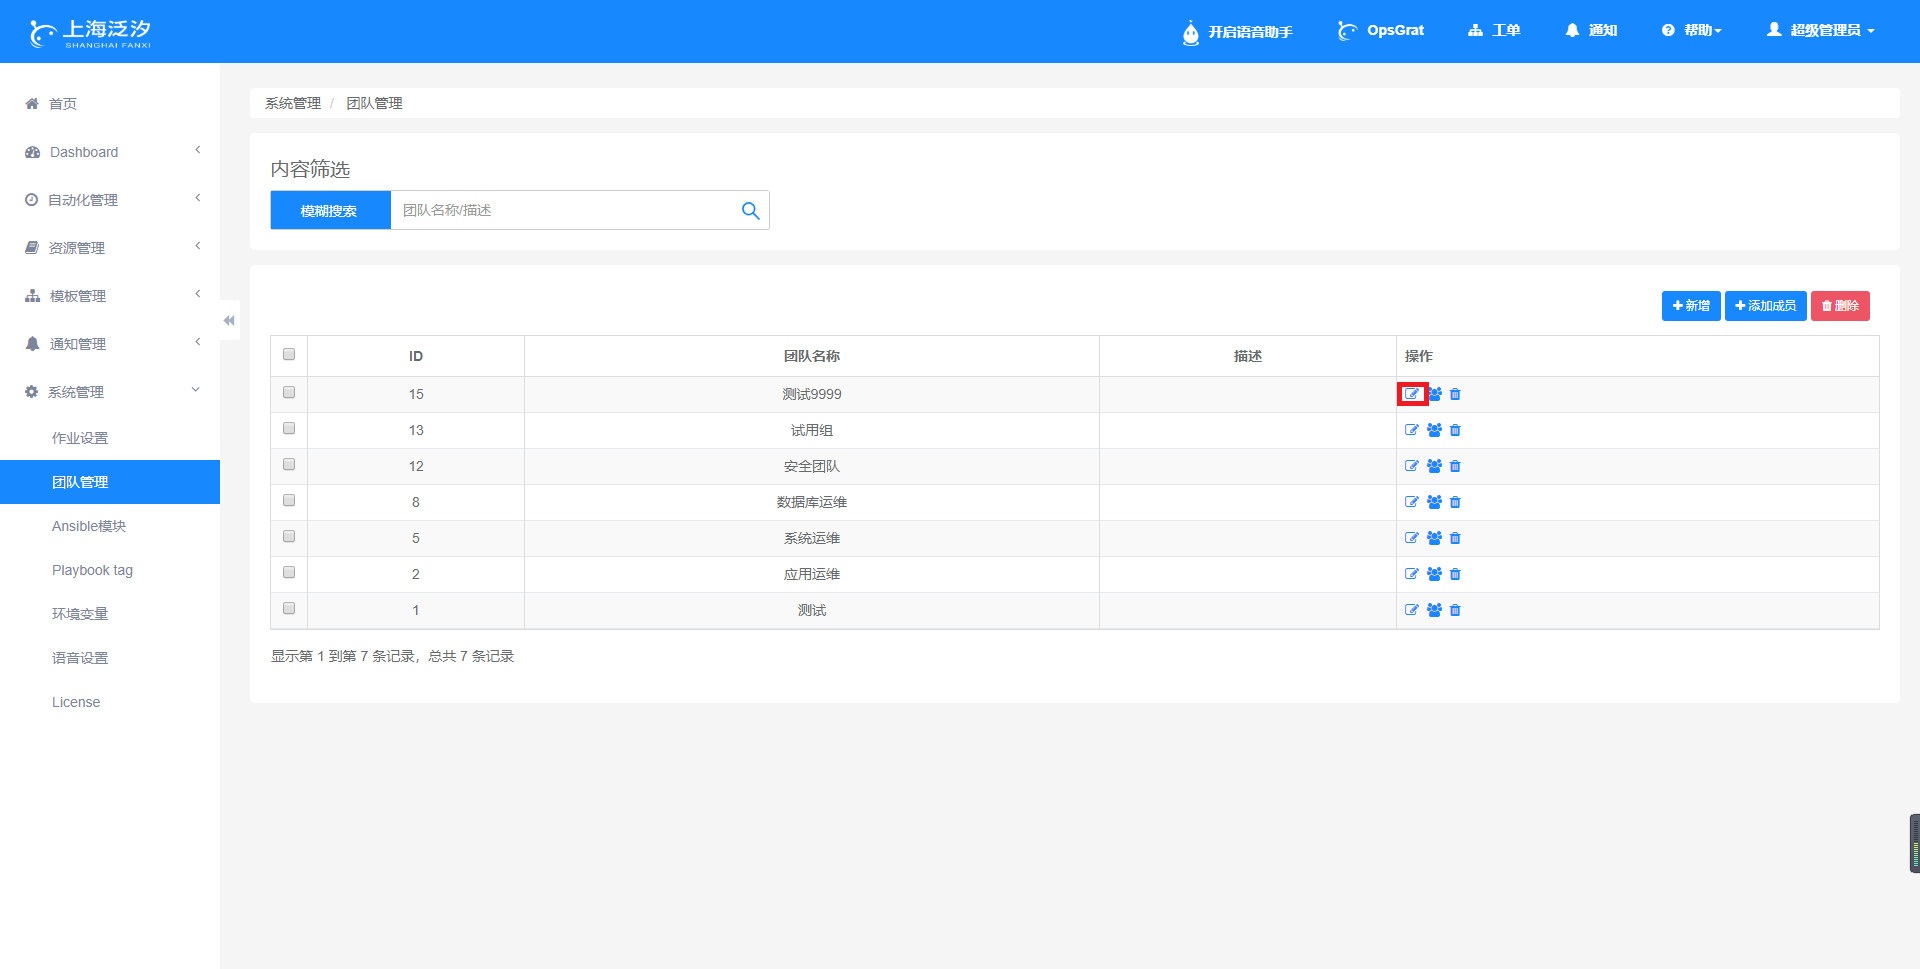 上海泛汐
SHANGHAI FANXI
开启语音助手
OpsGrat
工单
通知
帮助
超级管理员
首页
Dashboard
自动化管理
资源管理
模板管理
通知管理
系统管理
作业设置
团队管理
Ansible模块
Playbook tag
环境变量
语音设置
License
系统管理 / 团队管理
内容筛选
模糊搜索 团队名称/描述
新增 添加成员 删除
ID 团队名称 描述 操作
15 测试9999
13 试用组
12 安全团队
8 数据库运维
5 系统运维
2 应用运维
1 测试
显示第 1 到第 7 条记录，总共 7 条记录